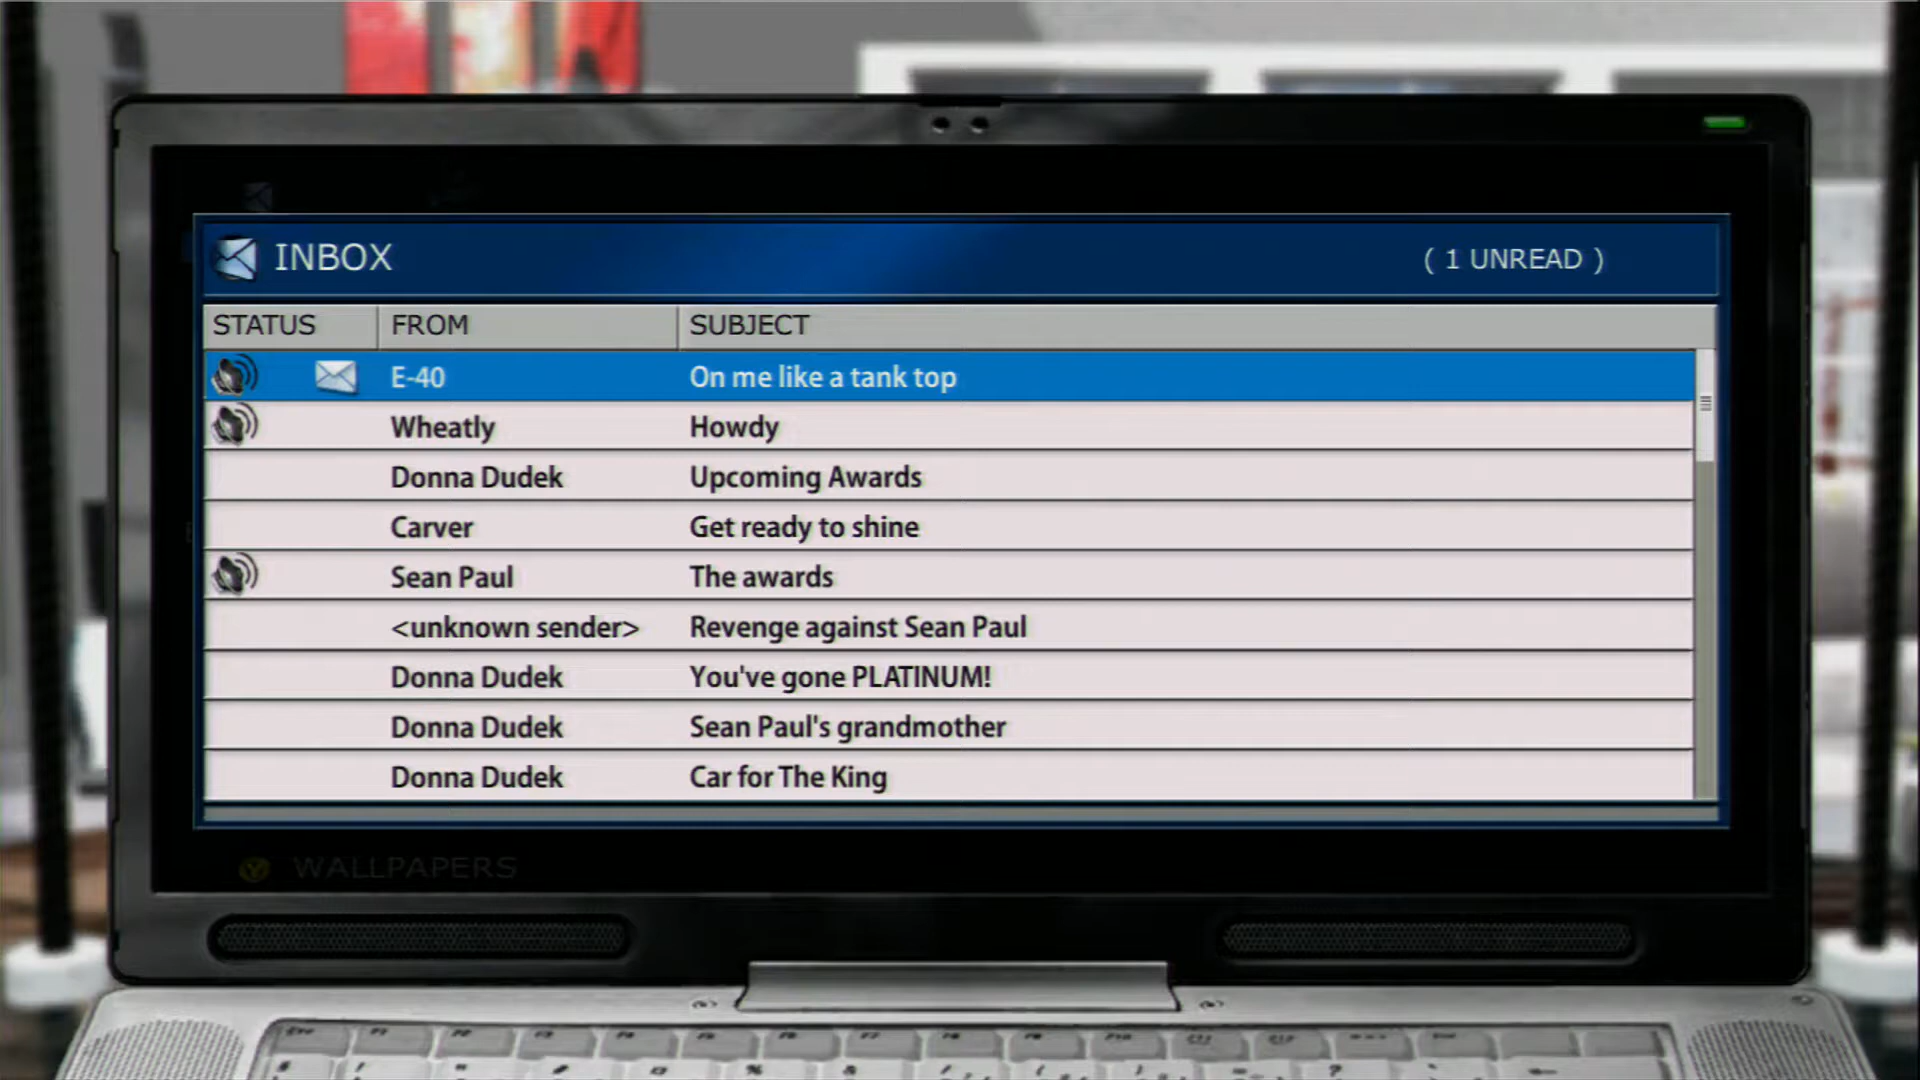 INBOX ( 1 UNREAD )
STATUS FROM SUBJECT
E-40 On me like a tank top
Wheatly Howdy
Donna Dudek Upcoming Awards
Carver Get ready to shine
Sean Paul The awards
<unknown sender> Revenge against Sean Paul
Donna Dudek You've gone PLATINUM!
Donna Dudek Sean Paul's grandmother
Donna Dudek Car for The King
Y WALLPAPERS